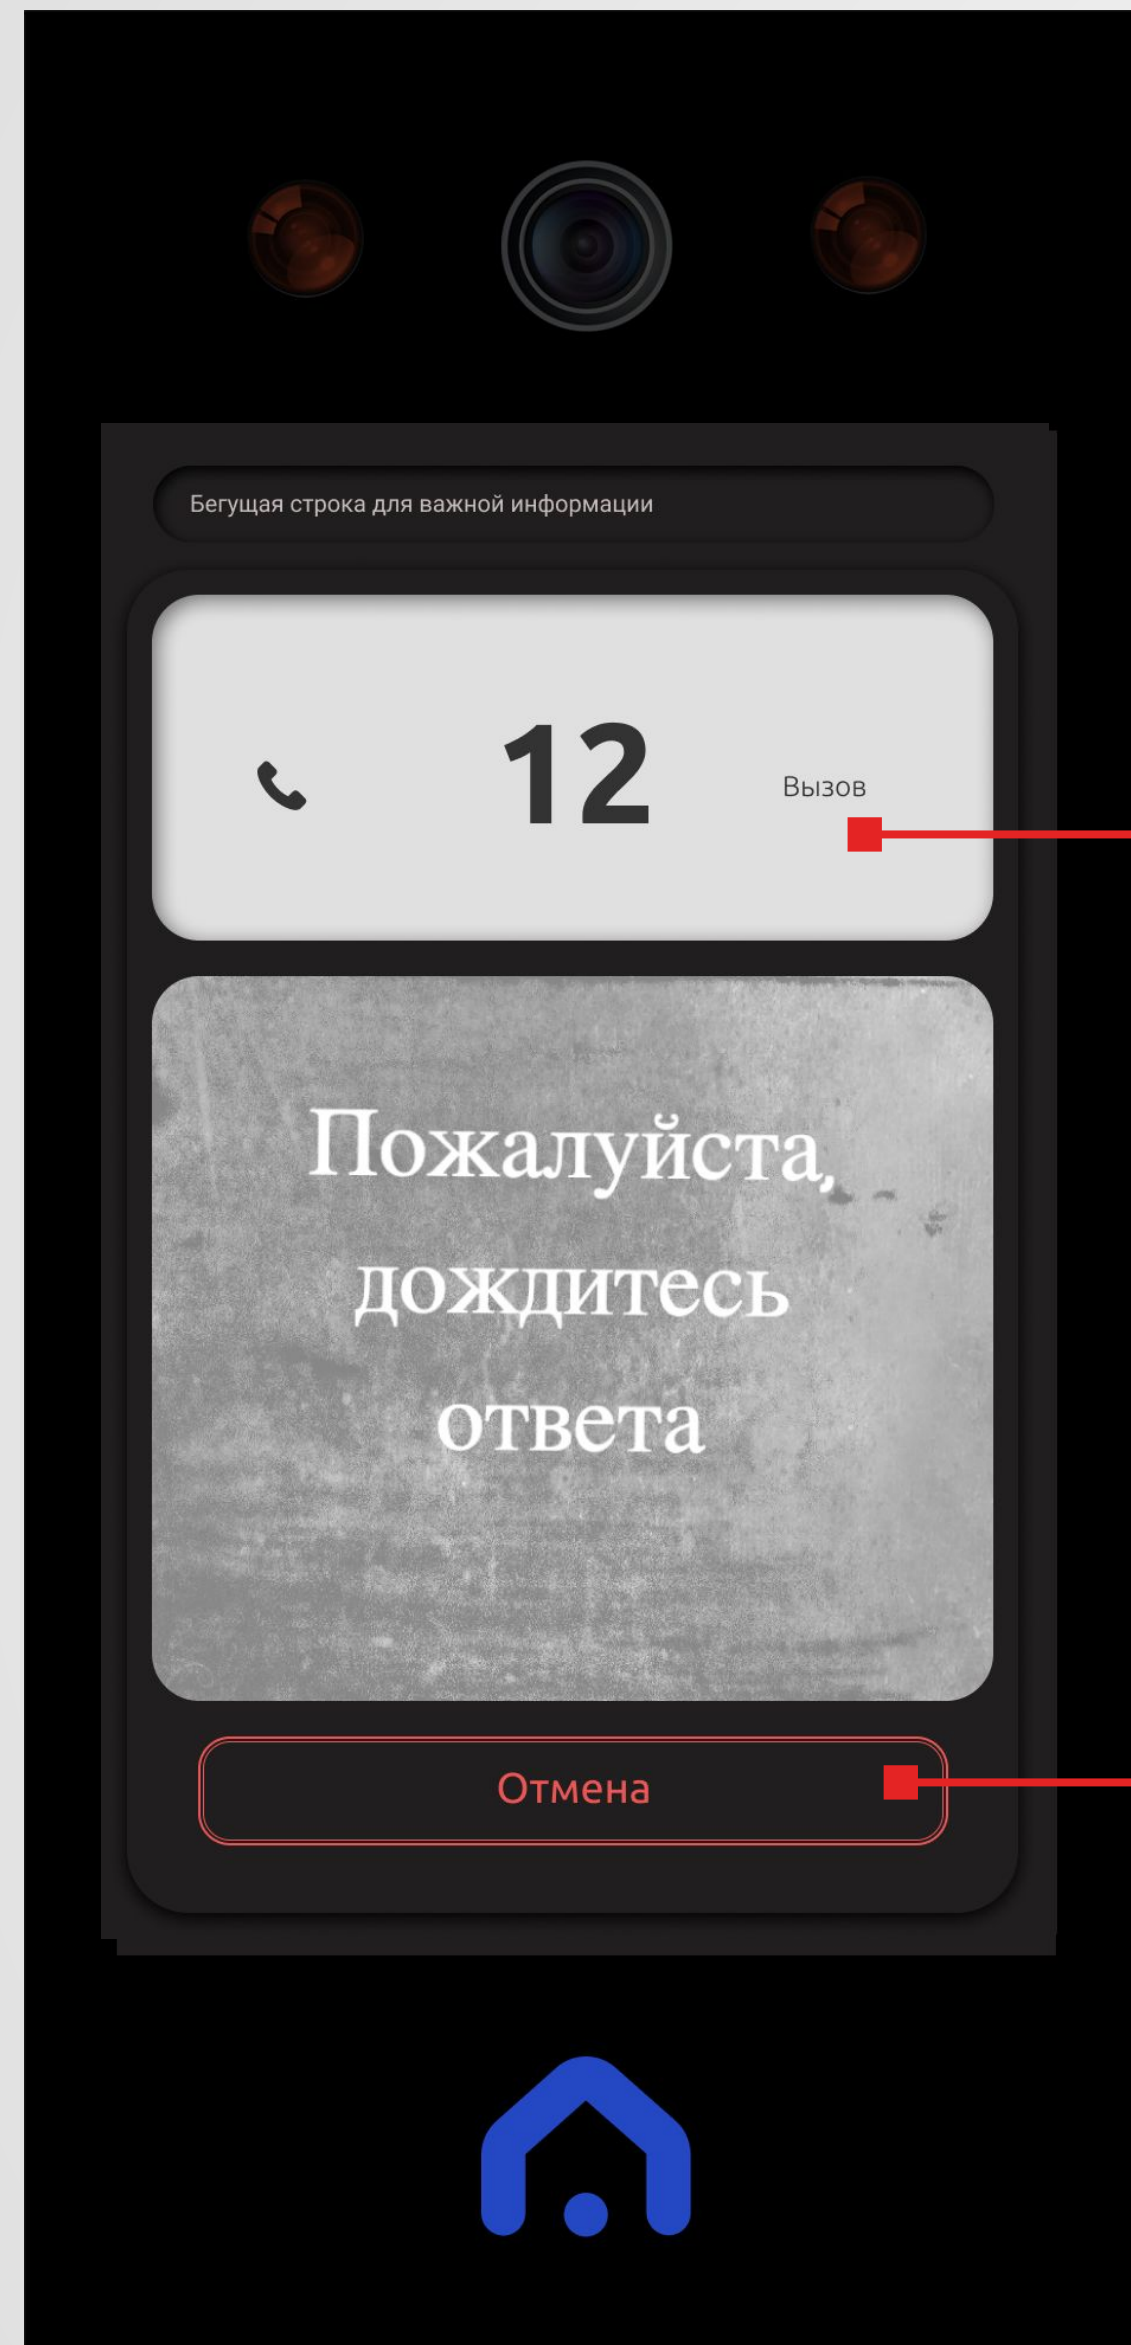 Бегущая строка для важной информации
12
Вызов
Пожалуйста,
дождитесь
ответа
Отмена